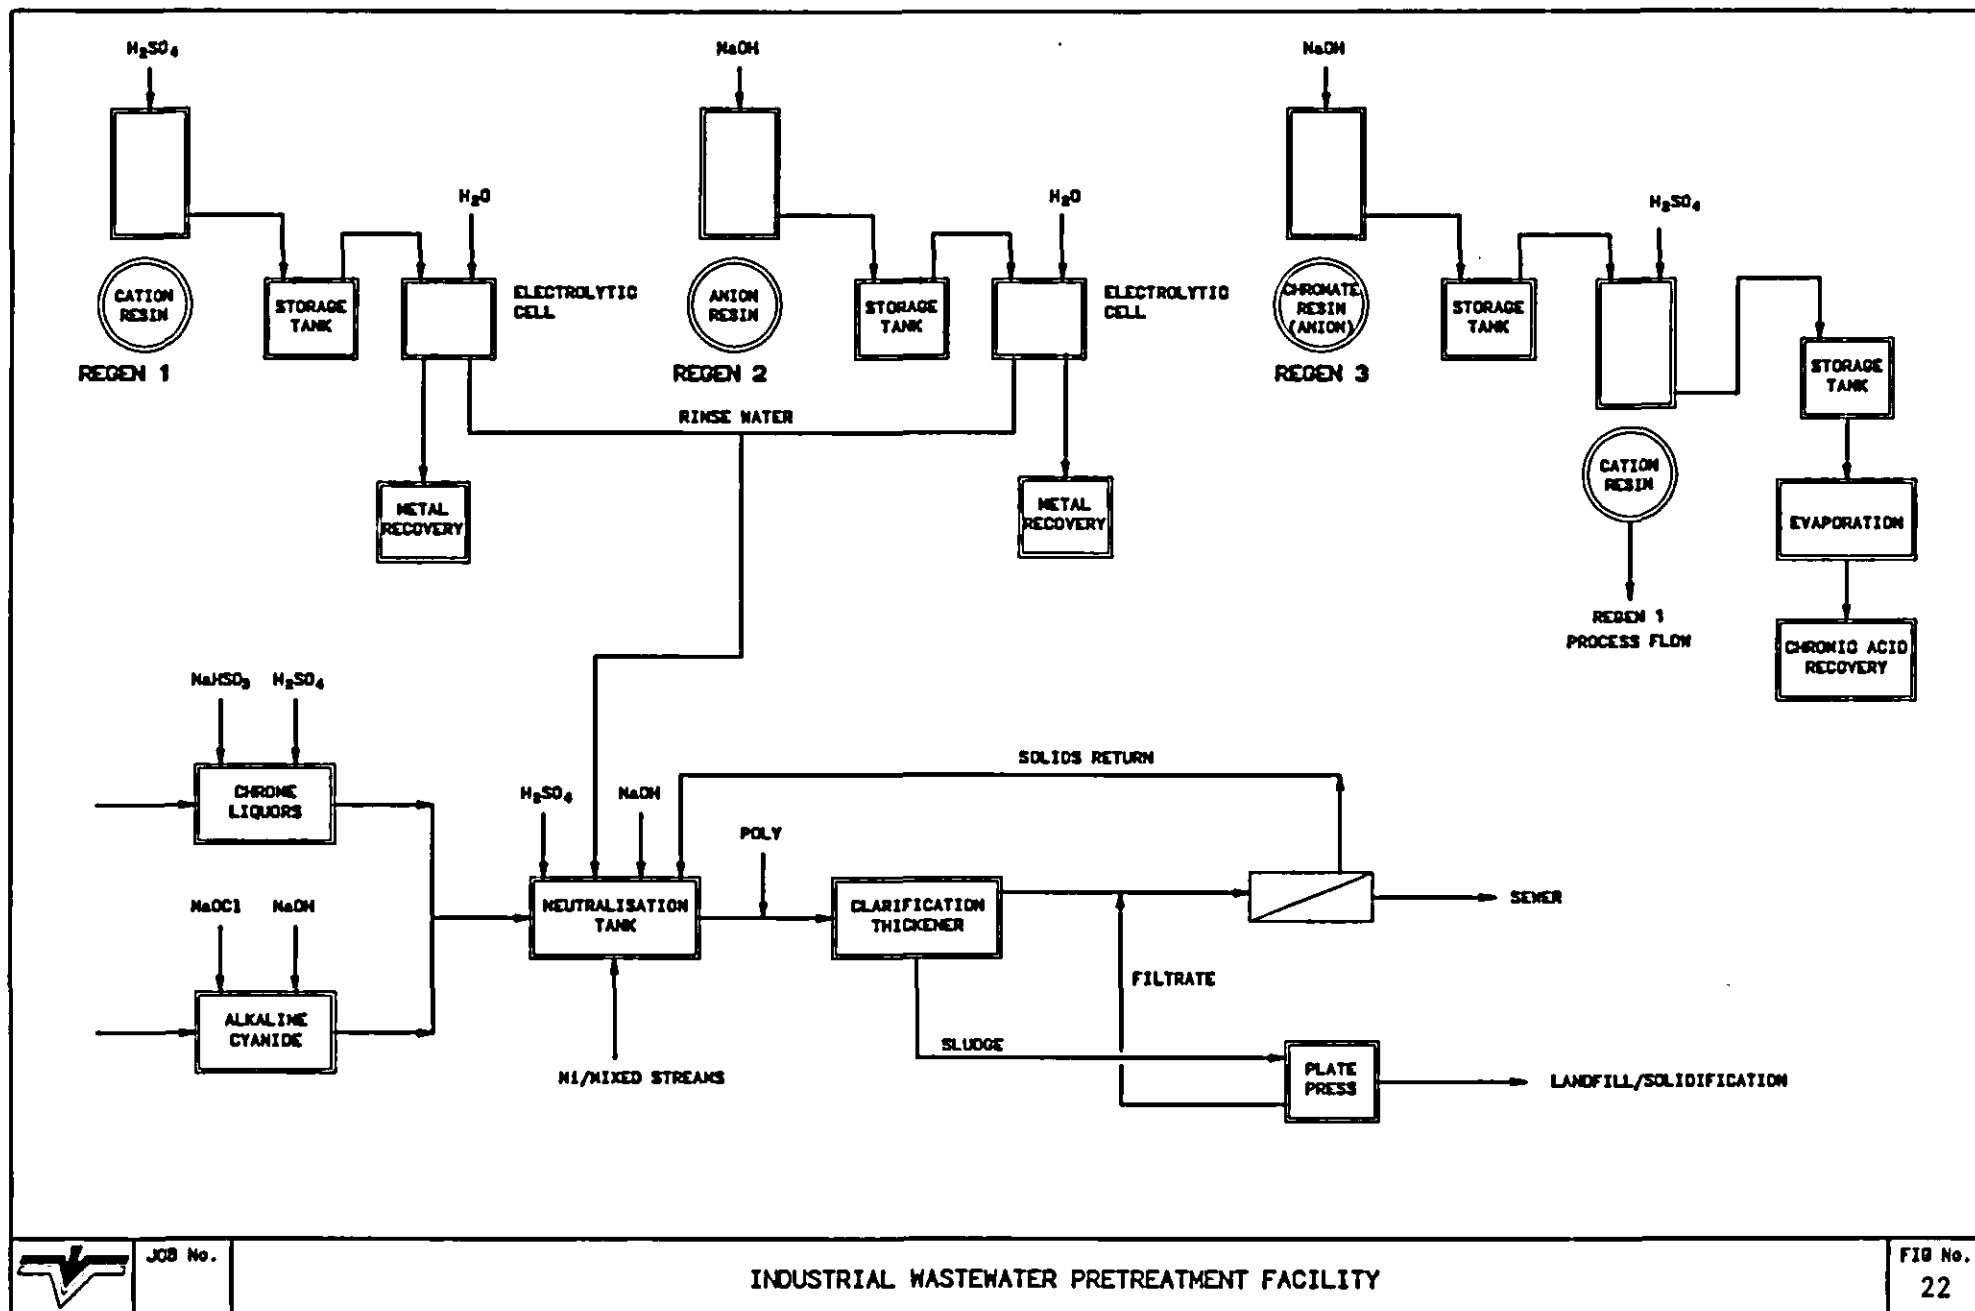 H₂SO₄
NaOH
NaOH
H₂O
H₂O
H₂SO₄
CATION
RESIN
REGEN 1
STORAGE
TANK
ELECTROLYTIC
CELL
ANION
RESIN
REGEN 2
STORAGE
TANK
ELECTROLYTIC
CELL
CHROMATE
RESIN
(ANION)
REGEN 3
STORAGE
TANK
STORAGE
TANK
RINSE WATER
METAL
RECOVERY
METAL
RECOVERY
CATION
RESIN
EVAPORATION
REGEN 1
PROCESS FLOW
CHROMIC ACID
RECOVERY
NaHSO₃
H₂SO₄
CHROME
LIQUORS
SOLIDS RETURN
H₂SO₄
NaOH
POLY
NaOCl
NaOH
ALKALINE
CYANIDE
NEUTRALISATION
TANK
CLARIFICATION
THICKENER
SEWER
FILTRATE
Ni/MIXED STREAMS
SLUDGE
PLATE
PRESS
LANDFILL/SOLIDIFICATION
JOB No.
INDUSTRIAL WASTEWATER PRETREATMENT FACILITY
FIG No.
22